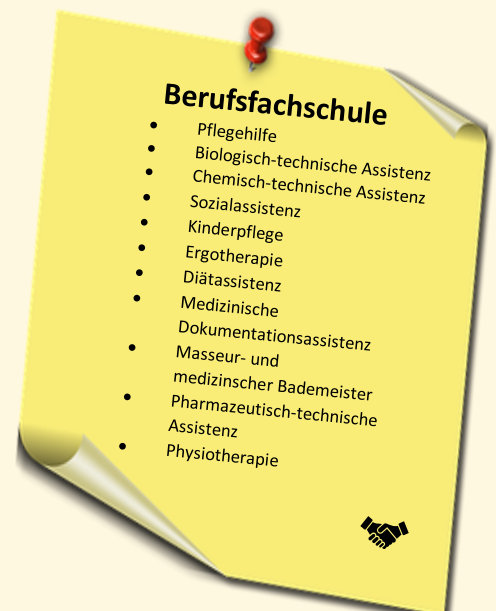 Berufsfachschule
• Pflegehilfe
• Biologisch-technische Assistenz
• Chemisch-technische Assistenz
• Sozialassistenz
• Kinderpflege
• Ergotherapie
• Diätassistenz
• Medizinische
Dokumentationsassistenz
• Masseur- und
medizinscher Bademeister
• Pharmazeutisch-technische
Assistenz
• Physiotherapie